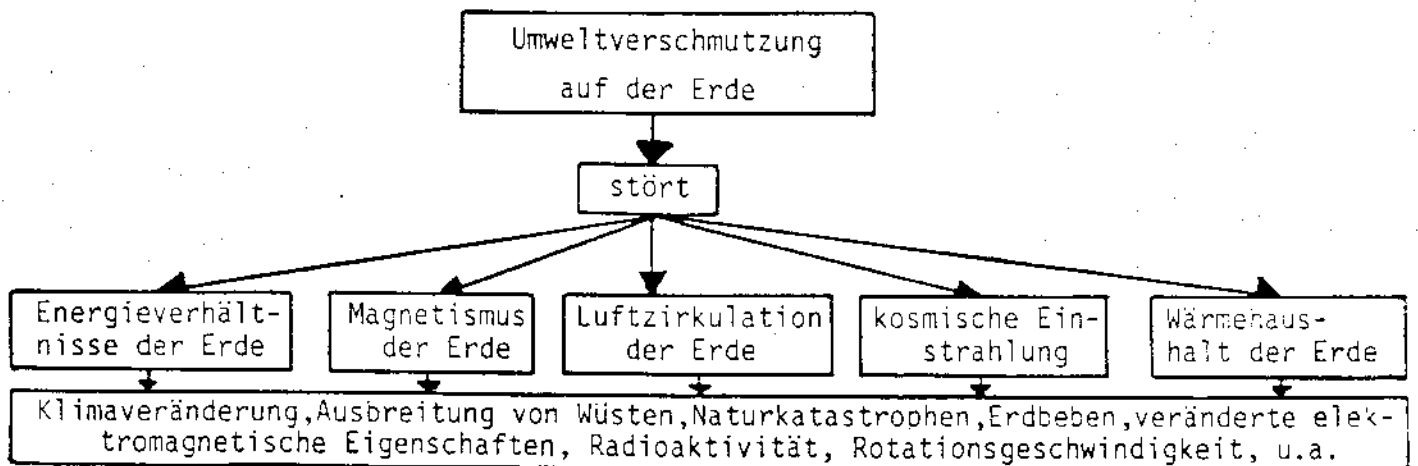 Umweltverschmutzung
auf der Erde
stört
Energieverhält-
nisse der Erde
Magnetismus
der Erde
Luftzirkulation
der Erde
kosmische Ein-
strahlung
Wärmehaus-
halt der Erde
Klimaveränderung,Ausbreitung von Wüsten,Naturkatastrophen,Erdbeben,veränderte elek-
tromagnetische Eigenschaften, Radioaktivität, Rotationsgeschwindigkeit, u.a.